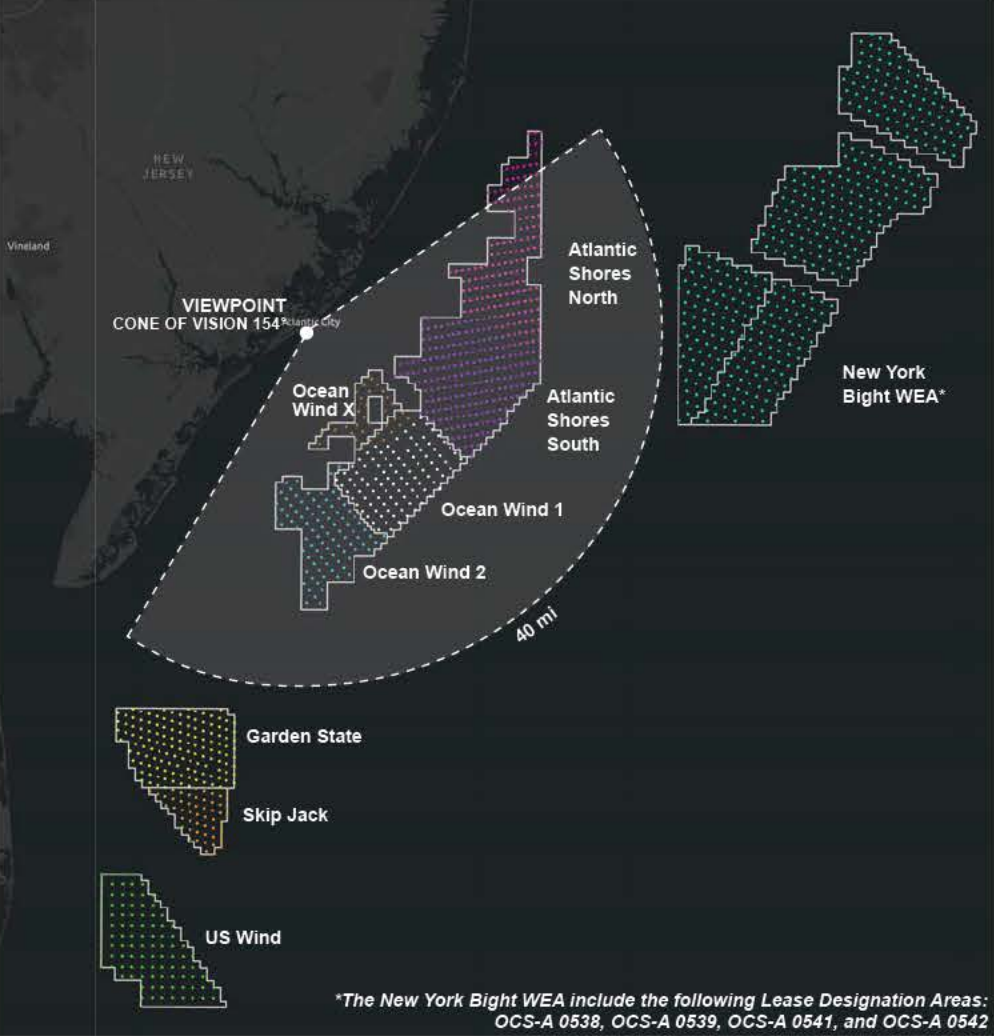 NEW
JERSEY
Vineland
VIEWPOINT
CONE OF VISION 154°
Atlantic City
Atlantic
Shores
North
New York
Bight WEA*
Ocean
Wind X
Atlantic
Shores
South
Ocean Wind 1
Ocean Wind 2
40 mi
Garden State
Skip Jack
US Wind
*The New York Bight WEA include the following Lease Designation Areas:
OCS-A 0538, OCS-A 0539, OCS-A 0541, and OCS-A 0542